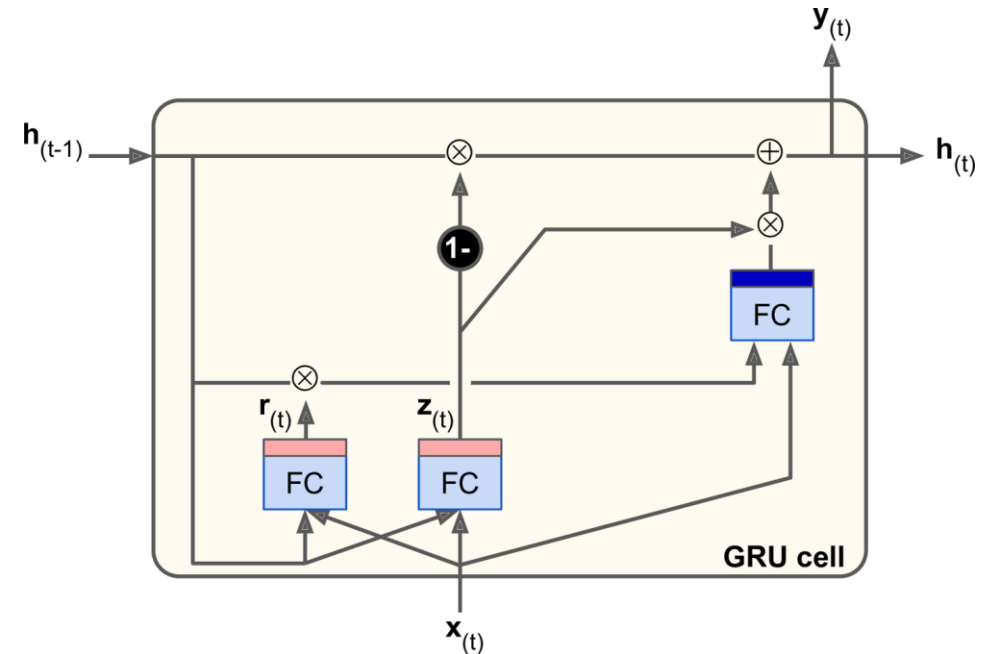 y(t)
h(t-1)
h(t)
1-
FC
r(t)
z(t)
FC
FC
GRU cell
x(t)